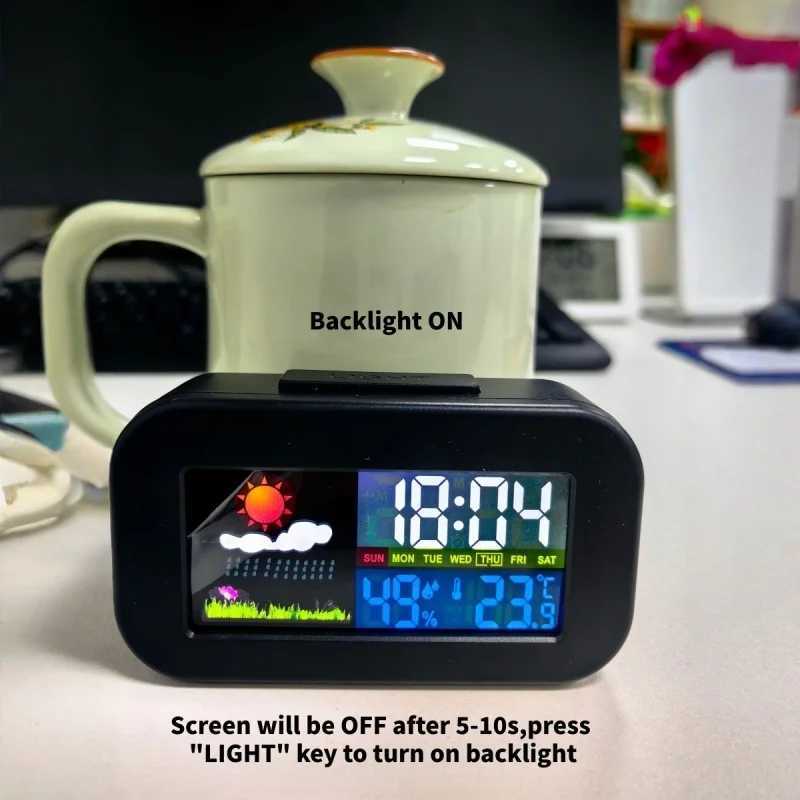 Backlight ON
18:04
SUN MON TUE WED THU FRI SAT
49% 23.9°C
Screen will be OFF after 5-10s,press
"LIGHT" key to turn on backlight